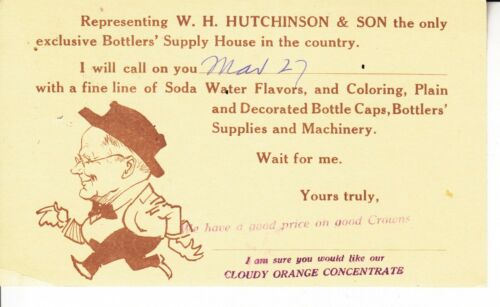 Representing W. H. HUTCHINSON & SON the only
exclusive Bottlers' Supply House in the country.
I will call on you Mar 27
with a fine line of Soda Water Flavors, and Coloring, Plain
and Decorated Bottle Caps, Bottlers'
Supplies and Machinery.
Wait for me.
Yours truly,
We have a good price on good Crowns
I am sure you would like our
CLOUDY ORANGE CONCENTRATE